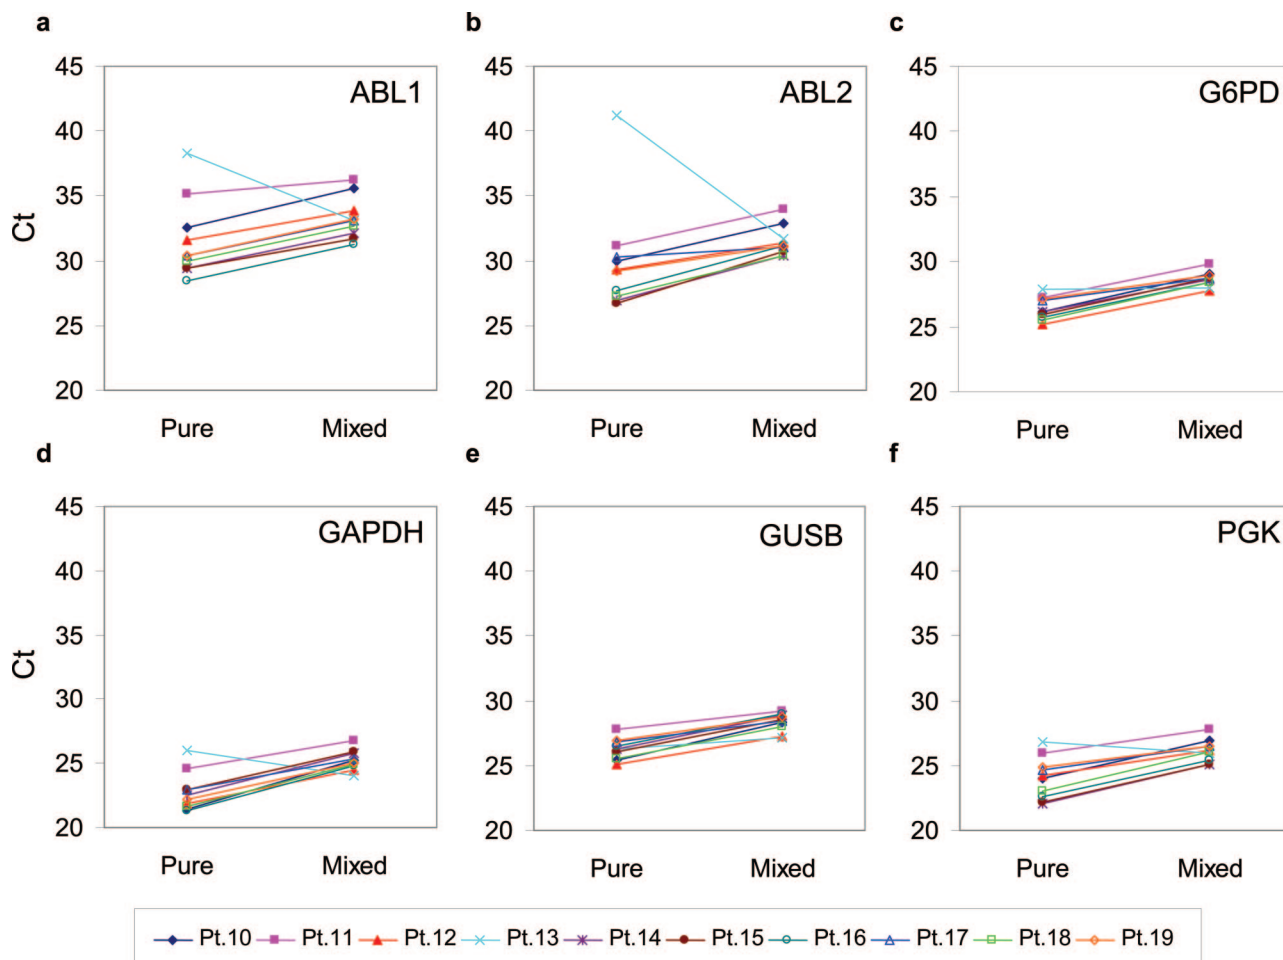 a
b
c
45
40
35
30
25
20
Ct
ABL1
Pure
Mixed
45
40
35
30
25
20
ABL2
Pure
Mixed
45
40
35
30
25
20
G6PD
Pure
Mixed
d
e
f
45
40
35
30
25
20
Ct
GAPDH
Pure
Mixed
45
40
35
30
25
20
GUSB
Pure
Mixed
45
40
35
30
25
20
PGK
Pure
Mixed
Pt.10 Pt.11 Pt.12 Pt.13 Pt.14 Pt.15 Pt.16 Pt.17 Pt.18 Pt.19